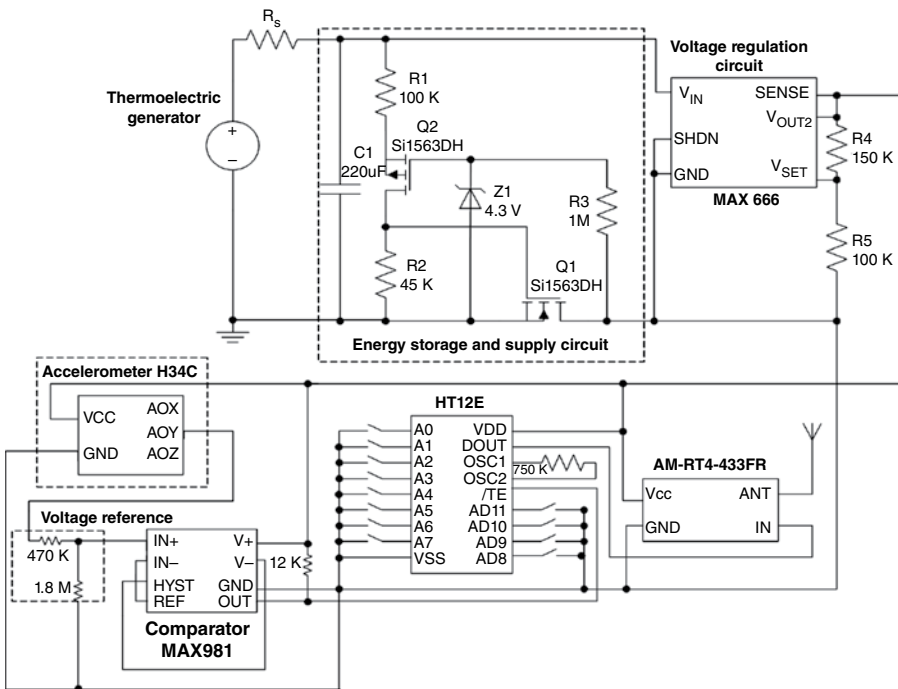 R_s
Thermoelectric
generator
+
–
R1
100 K
Q2
Si1563DH
C1
220uF
Z1
4.3 V
R3
1M
R2
45 K
Q1
Si1563DH
Energy storage and supply circuit
Voltage regulation
circuit
V_IN
SENSE
V_OUT2
SHDN
V_SET
GND
MAX 666
R4
150 K
R5
100 K
Accelerometer H34C
VCC
AOX
AOY
GND
AOZ
Voltage reference
470 K
1.8 M
IN+
V+
IN–
V–
HYST
GND
REF
OUT
Comparator
MAX981
12 K
HT12E
A0
VDD
A1
DOUT
A2
OSC1
A3
OSC2
A4
/TE
A5
AD11
A6
AD10
A7
AD9
VSS
AD8
750 K
AM-RT4-433FR
Vcc
ANT
GND
IN